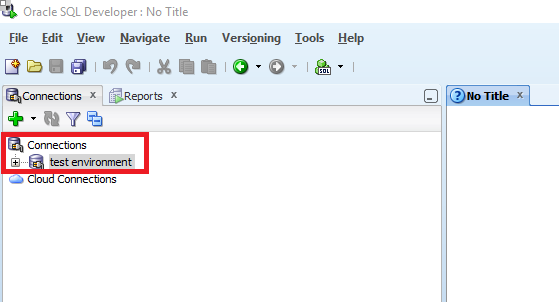 Oracle SQL Developer : No Title
File Edit View Navigate Run Versioning Tools Help
SQL
Connections x Reports x No Title x
Connections
test environment
Cloud Connections